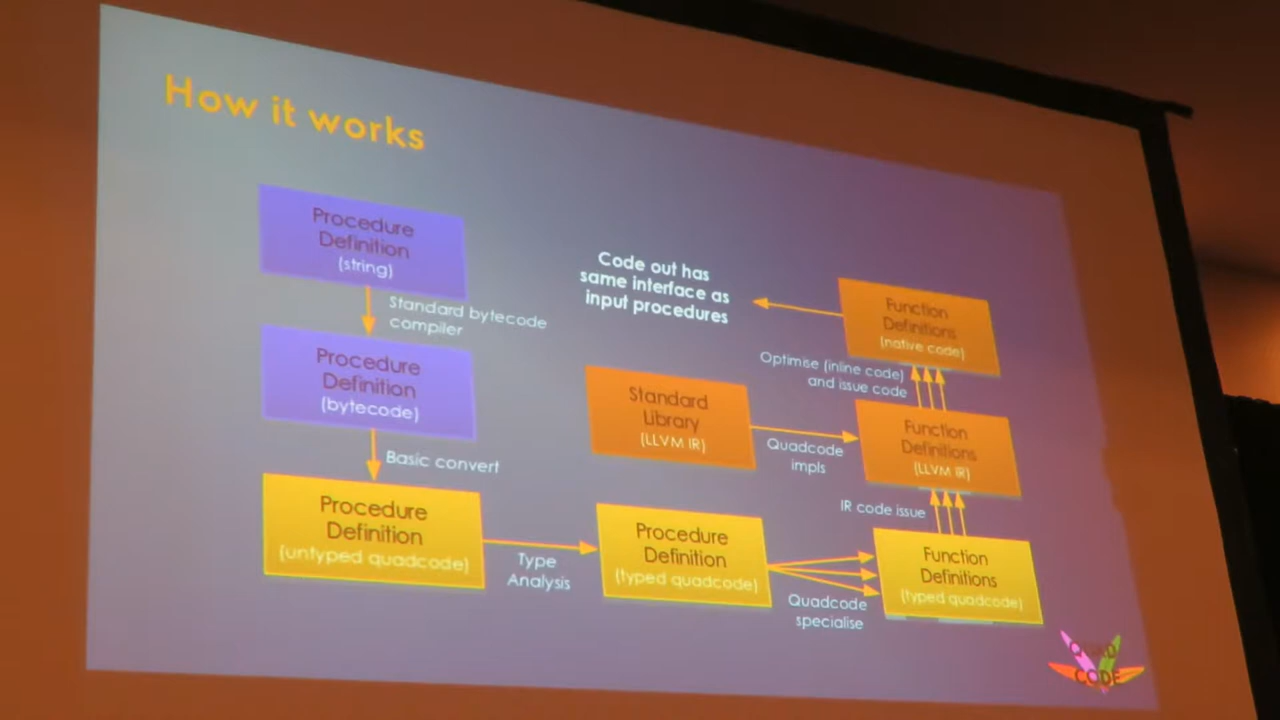 How it works
Procedure
Definition
(string)
Standard bytecode
compiler
Procedure
Definition
(bytecode)
Basic convert
Procedure
Definition
(untyped quadcode)
Type
Analysis
Procedure
Definition
(typed quadcode)
Quadcode
specialise
Function
Definitions
(typed quadcode)
IR code issue
Standard
Library
(LLVM IR)
Quadcode
impls
Function
Definitions
(LLVM IR)
Optimise (inline code)
and issue code
Function
Definitions
(native code)
Code out has
same interface as
input procedures
QUAD
CODE